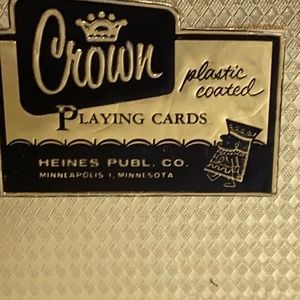 Crown
plastic
coated
PLAYING CARDS
HEINES PUBL. CO.
MINNEAPOLIS 1, MINNESOTA